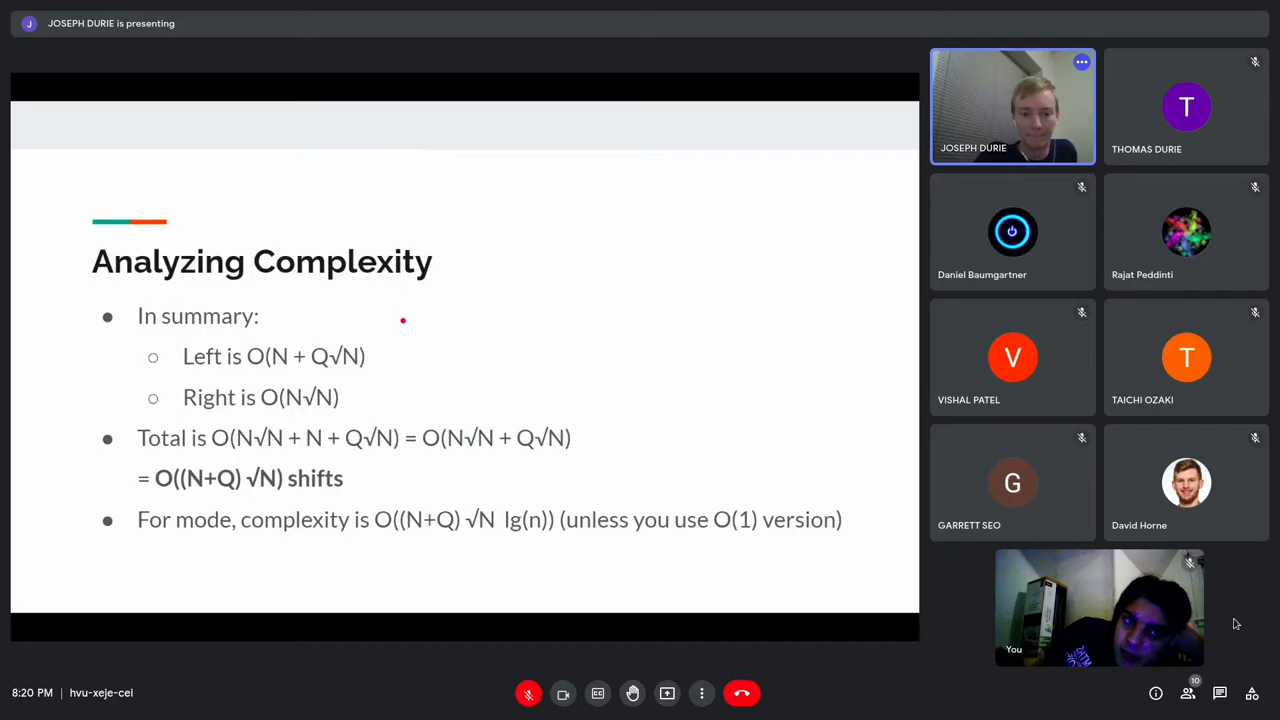 J JOSEPH DURIE is presenting
Analyzing Complexity
● In summary:
○ Left is O(N + Q√N)
○ Right is O(N√N)
● Total is O(N√N + N + Q√N) = O(N√N + Q√N)
= O((N+Q) √N) shifts
● For mode, complexity is O((N+Q) √N lg(n)) (unless you use O(1) version)
JOSEPH DURIE
T
THOMAS DURIE
Daniel Baumgartner
Rajat Peddinti
V
VISHAL PATEL
T
TAICHI OZAKI
G
GARRETT SEO
David Horne
You
8:20 PM | hvu-xeje-cei
CC
10